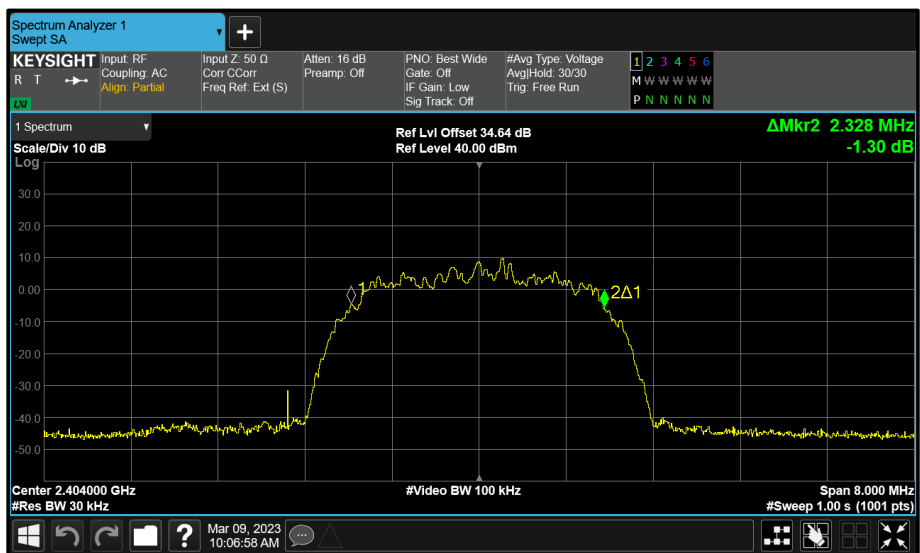 Spectrum Analyzer 1
Swept SA
+
KEYSIGHT
R T
LXI
Input: RF
Coupling: AC
Align: Partial
Input Z: 50 Ω
Corr CCorr
Freq Ref: Ext (S)
Atten: 16 dB
Preamp: Off
PNO: Best Wide
Gate: Off
IF Gain: Low
Sig Track: Off
#Avg Type: Voltage
Avg|Hold: 30/30
Trig: Free Run
1 2 3 4 5 6
M W W W W W
P N N N N N
1 Spectrum
Scale/Div 10 dB
Ref Lvl Offset 34.64 dB
Ref Level 40.00 dBm
ΔMkr2 2.328 MHz
-1.30 dB
Log
30.0
20.0
10.0
0.00
-10.0
-20.0
-30.0
-40.0
-50.0
1
2Δ1
Center 2.404000 GHz
#Res BW 30 kHz
#Video BW 100 kHz
Span 8.000 MHz
#Sweep 1.00 s (1001 pts)
?
Mar 09, 2023
10:06:58 AM